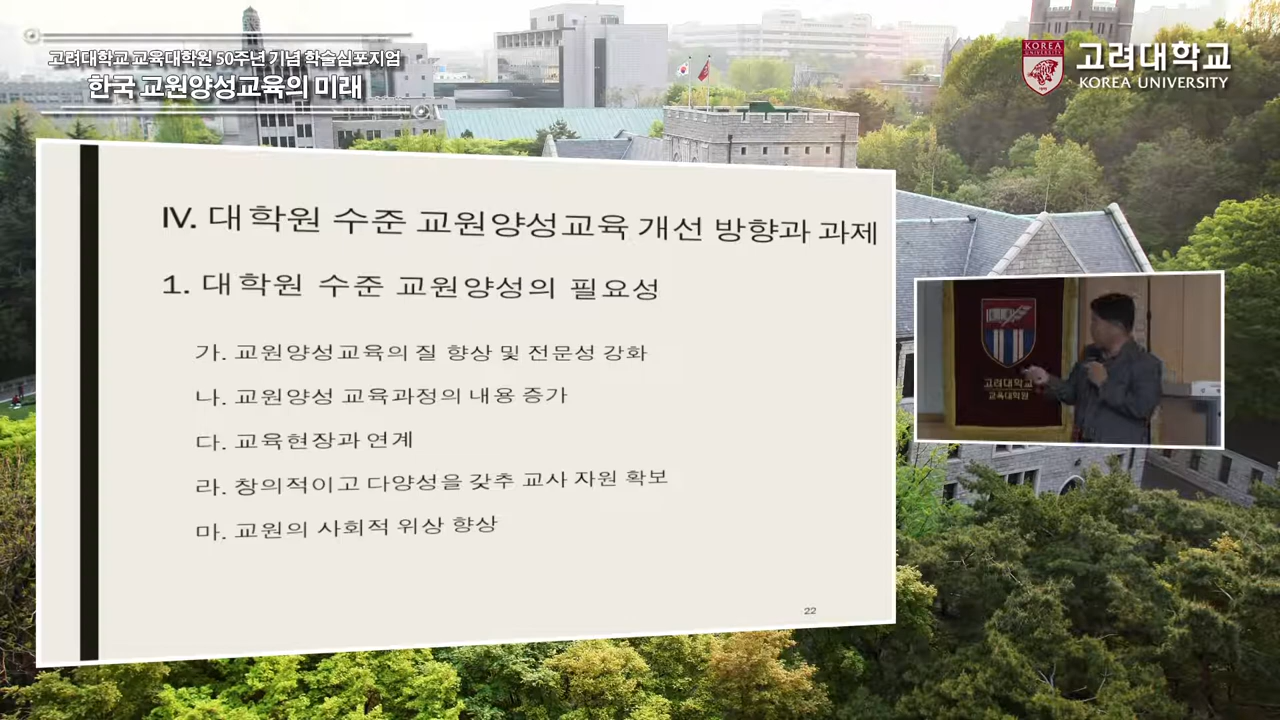 고려대학교 교육대학원 50주년 기념 학술심포지엄
한국 교원양성교육의 미래
KOREA
UNIVERSITY
고려대학교
KOREA UNIVERSITY
Ⅳ. 대학원 수준 교원양성교육 개선 방향과 과제
1. 대학원 수준 교원양성의 필요성
가. 교원양성교육의 질 향상 및 전문성 강화
나. 교원양성 교육과정의 내용 증가
다. 교육현장과 연계
라. 창의적이고 다양성을 갖추 교사 자원 확보
마. 교원의 사회적 위상 향상
22
고려대학교
교육대학원